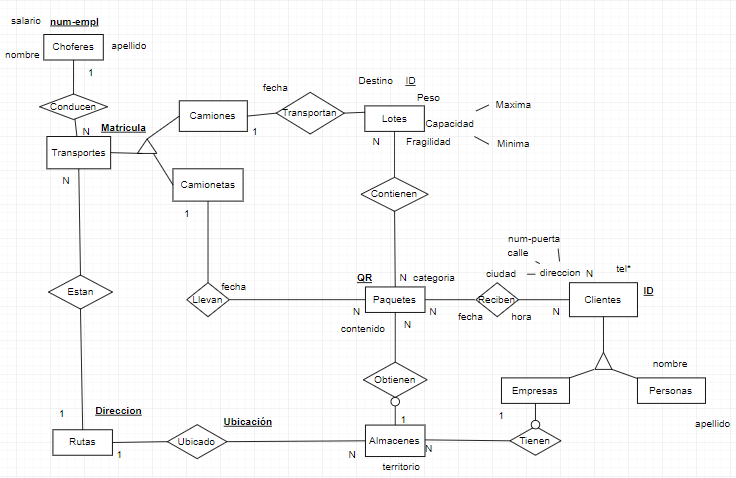 salario num-empl
Choferes
apellido
nombre
1
Conducen
N
Matricula
Transportes
N
Camiones
1
fecha
Transportan
Destino ID
Peso
Lotes
Capacidad
Maxima
Minima
N
Fragilidad
Camionetas
1
Contienen
QR
N categoria
Paquetes
N
N
N
contenido
fecha
Llevan
Estan
num-puerta
calle
ciudad
direccion N
tel*
Reciben
fecha
hora
N
Clientes
ID
Obtienen
1
Empresas
1
nombre
Personas
apellido
1
Direccion
Rutas
1
Ubicación
Ubicado
N
Almacenes
N
territorio
Tienen